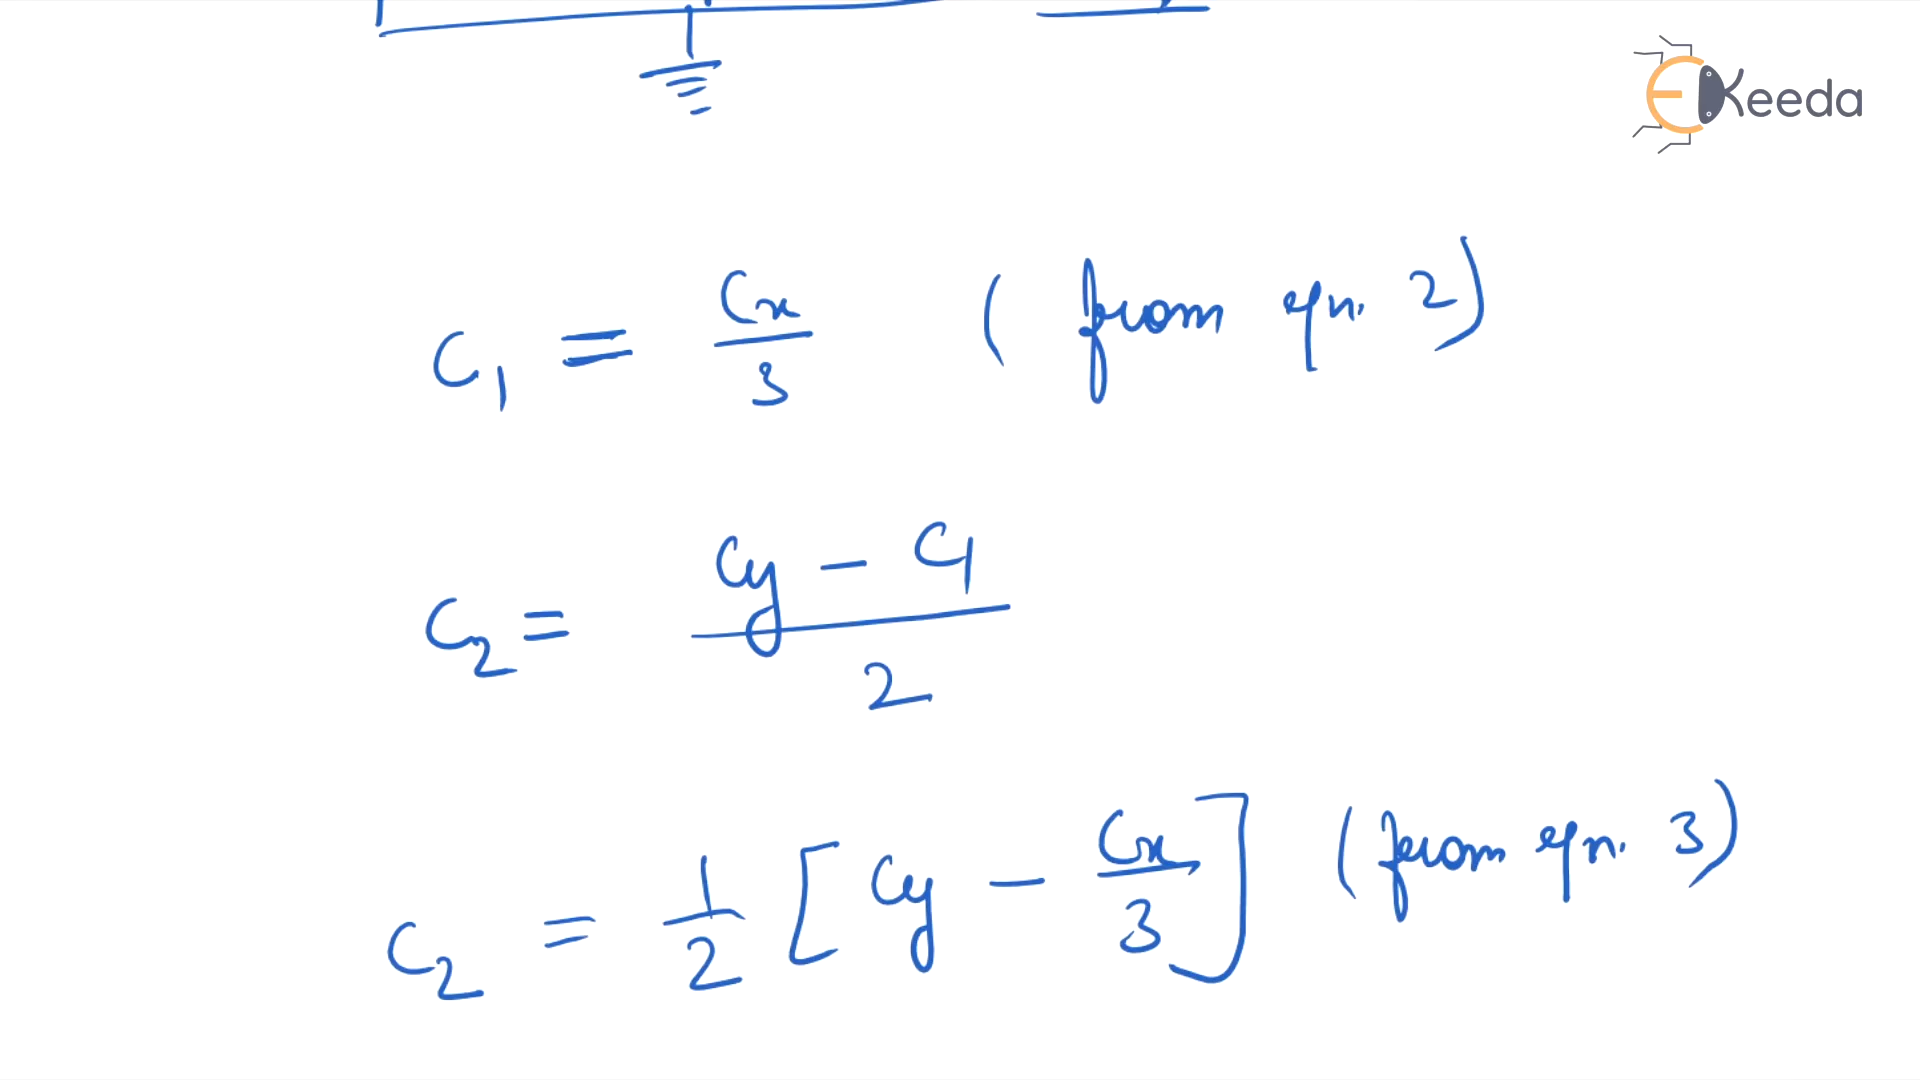 EKeeda
C₁ = Cx/3 (from eqn. 2)
C₂ = (Cy - C₁)/2
C₂ = 1/2 [Cy - Cx/3] (from eqn. 3)